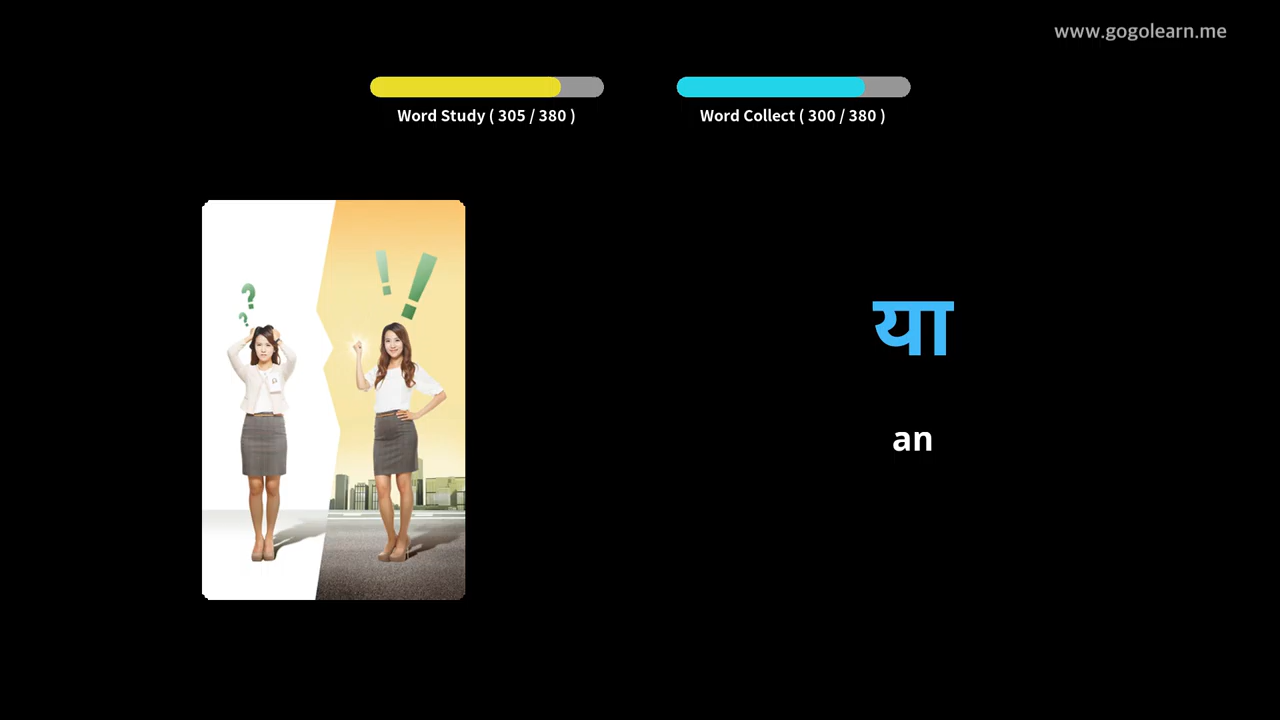 www.gogolearn.me
Word Study ( 305 / 380 )
Word Collect ( 300 / 380 )
? ?
! !
या
an